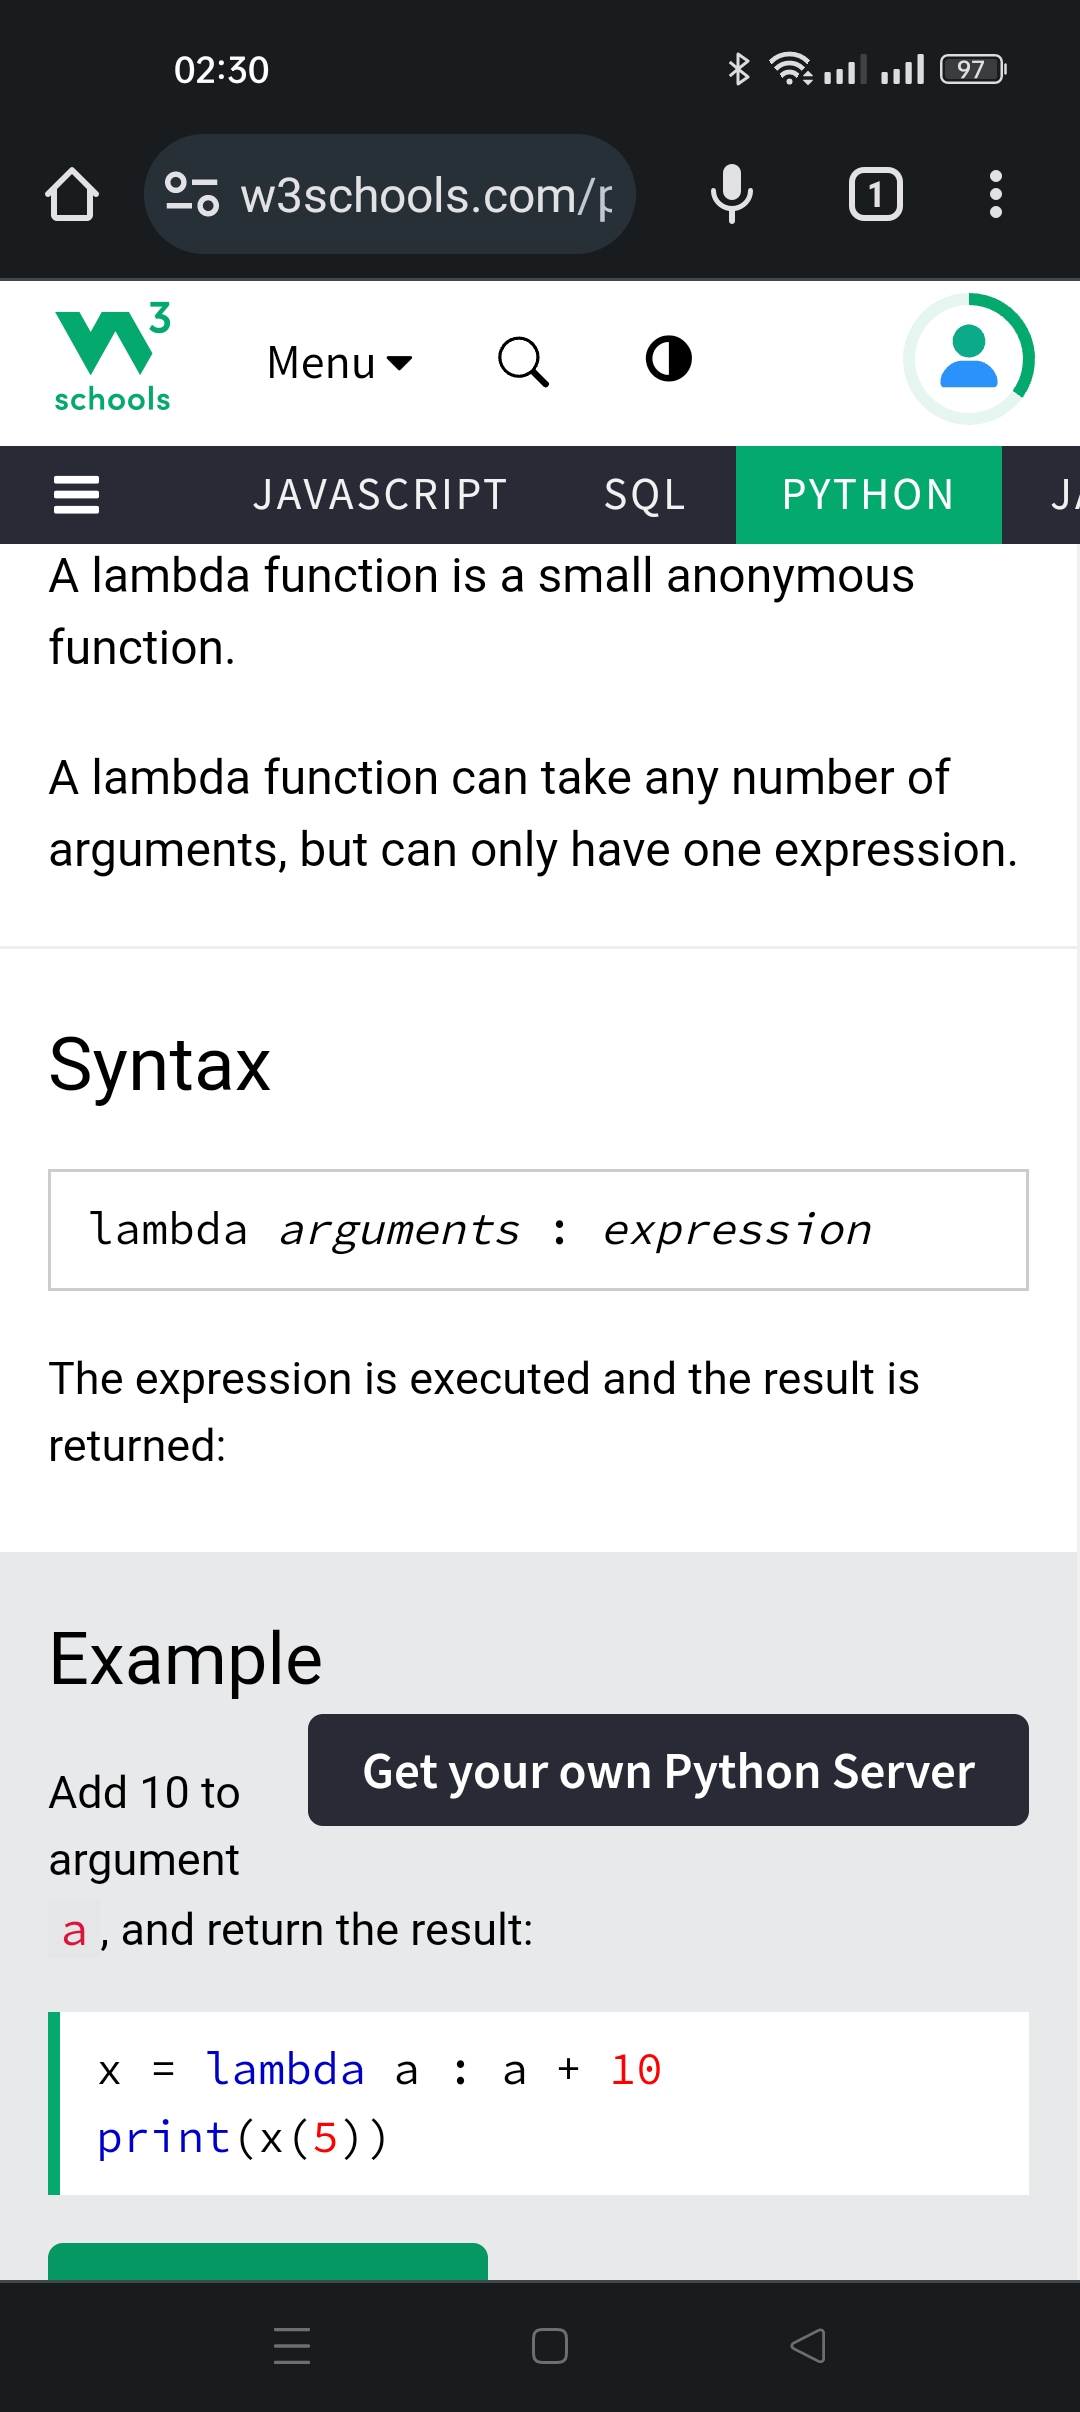 02:30
97
w3schools.com/p
1
W3
schools
Menu
JAVASCRIPT SQL PYTHON JA
A lambda function is a small anonymous
function.
A lambda function can take any number of
arguments, but can only have one expression.
Syntax
lambda arguments : expression
The expression is executed and the result is
returned:
Example
Get your own Python Server
Add 10 to
argument
a, and return the result:
x = lambda a : a + 10
print(x(5))